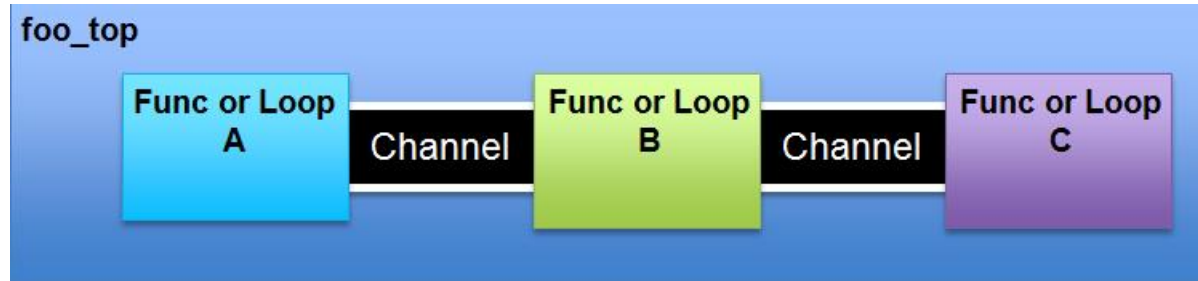 foo_top
Func or Loop
A
Channel
Func or Loop
B
Channel
Func or Loop
C